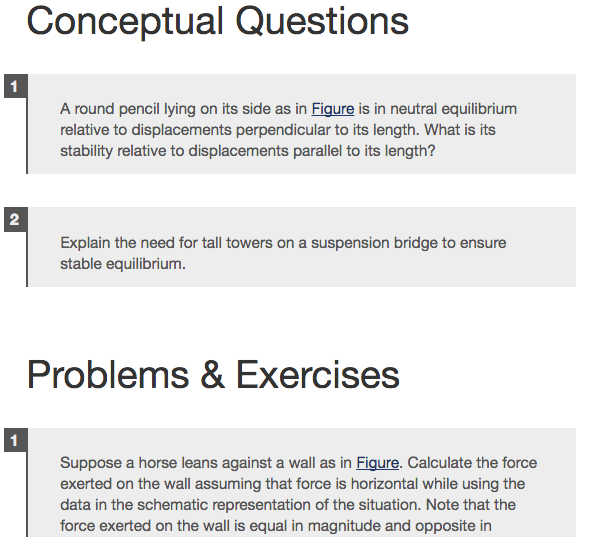 Conceptual Questions
1
A round pencil lying on its side as in Figure is in neutral equilibrium
relative to displacements perpendicular to its length. What is its
stability relative to displacements parallel to its length?
2
Explain the need for tall towers on a suspension bridge to ensure
stable equilibrium.
Problems & Exercises
1
Suppose a horse leans against a wall as in Figure. Calculate the force
exerted on the wall assuming that force is horizontal while using the
data in the schematic representation of the situation. Note that the
force exerted on the wall is equal in magnitude and opposite in